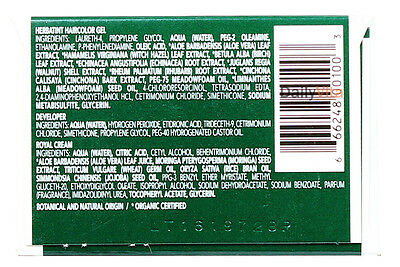 HERBATINT HAIRCOLOR GEL
INGREDIENTS: LAURETH-4, PROPYLENE GLYCOL, AQUA (WATER), PEG-2 OLEAMINE,
ETHANOLAMINE, P-PHENYLENEDIAMINE, OLEIC ACID, *ALOE BARBADENSIS (ALOE VERA) LEAF
EXTRACT, *HAMAMELIS VIRGINIANA (WITCH HAZEL) LEAF EXTRACT, *BETULA ALBA (BIRCH)
LEAF EXTRACT, *ECHINACEA ANGUSTIFOLIA (ECHINACEA) ROOT EXTRACT, *JUGLANS REGIA
(WALNUT) SHELL EXTRACT, *RHEUM PALMATUM (RHUBARB) ROOT EXTRACT, *CINCHONA
CALISAYA (CINCHONA) BARK EXTRACT, PEG-75 MEADOWFOAM OIL, LIMNANTHES
ALBA (MEADOWFOAM) SEED OIL, 4-CHLORORESORCINOL, TETRASODIUM EDTA,
2,4-DIAMINOPHENOXYETHANOL HCL, CETRIMONIUM CHLORIDE, SIMETHICONE, SODIUM
METABISULFITE, GLYCERIN.
DEVELOPER
INGREDIENTS: AQUA (WATER), HYDROGEN PEROXIDE, ETIDRONIC ACID, TRIDECETH-9, CETRIMONIUM
CHLORIDE, SIMETHICONE, PROPYLENE GLYCOL, PEG-40 HYDROGENATED CASTOR OIL.
ROYAL CREAM
INGREDIENTS: AQUA (WATER), CITRIC ACID, CETYL ALCOHOL, BEHENTRIMONIUM CHLORIDE,
*ALOE BARBADENSIS (ALOE VERA) LEAF JUICE, MORINGA PTERYGOSPERMA (MORINGA) SEED
EXTRACT, TRITICUM VULGARE (WHEAT) GERM OIL, ORYZA SATIVA (RICE) BRAN OIL,
SIMMONDSIA CHINENSIS (JOJOBA) SEED OIL, PPG-3 BENZYL ETHER MYRISTATE, METHYL
GLUCETH-20, ETHOXYDIGLYCOL OLEATE, ISOPROPYL ALCOHOL, SODIUM DEHYDROACETATE, SODIUM BENZOATE, PARFUM
(FRAGRANCE), IMIDAZOLIDINYL UREA, TOCOPHERYL ACETATE, GLYCERIN.
BOTANICAL AND NATURAL ORIGIN / *ORGANIC CERTIFIED
6 66248 00100 3